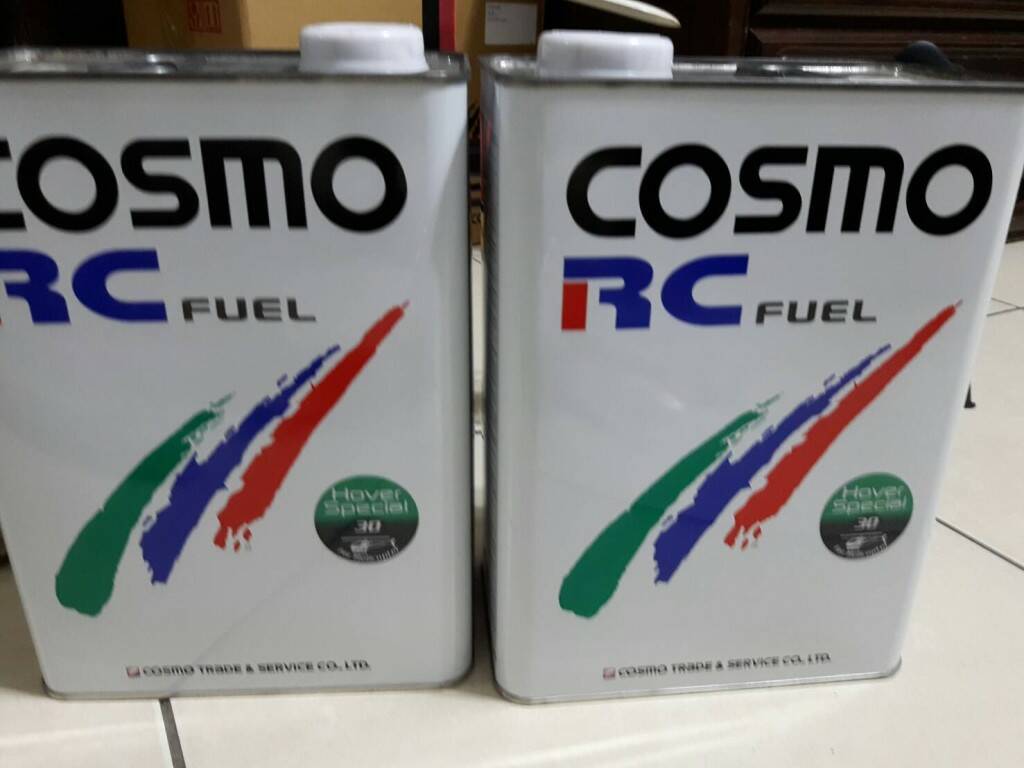 COSMO
RC FUEL
Hover
Special
30
COSMO TRADE & SERVICE CO., LTD.
COSMO
RC FUEL
Hover
Special
30
COSMO TRADE & SERVICE CO., LTD.